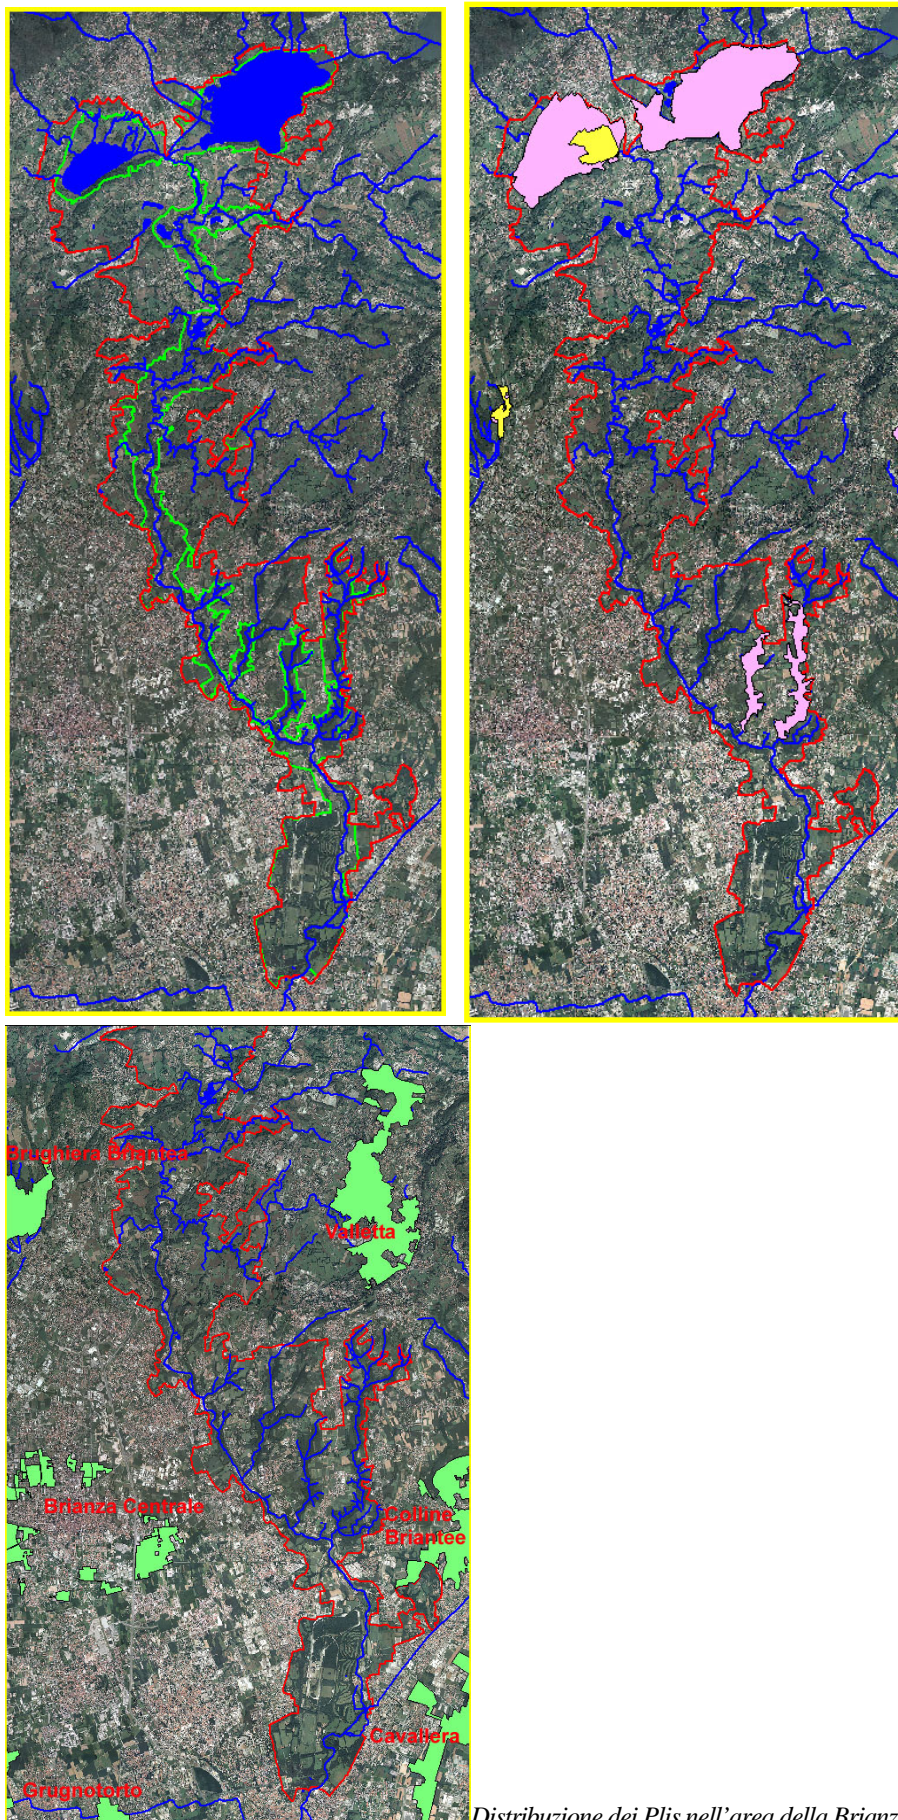 Brughiera Briantea
Valletta
Brianza Centrale
Colline
Briantee
Cavallera
Grugnotorto
Distribuzione dei Plis nell'area della Brianz